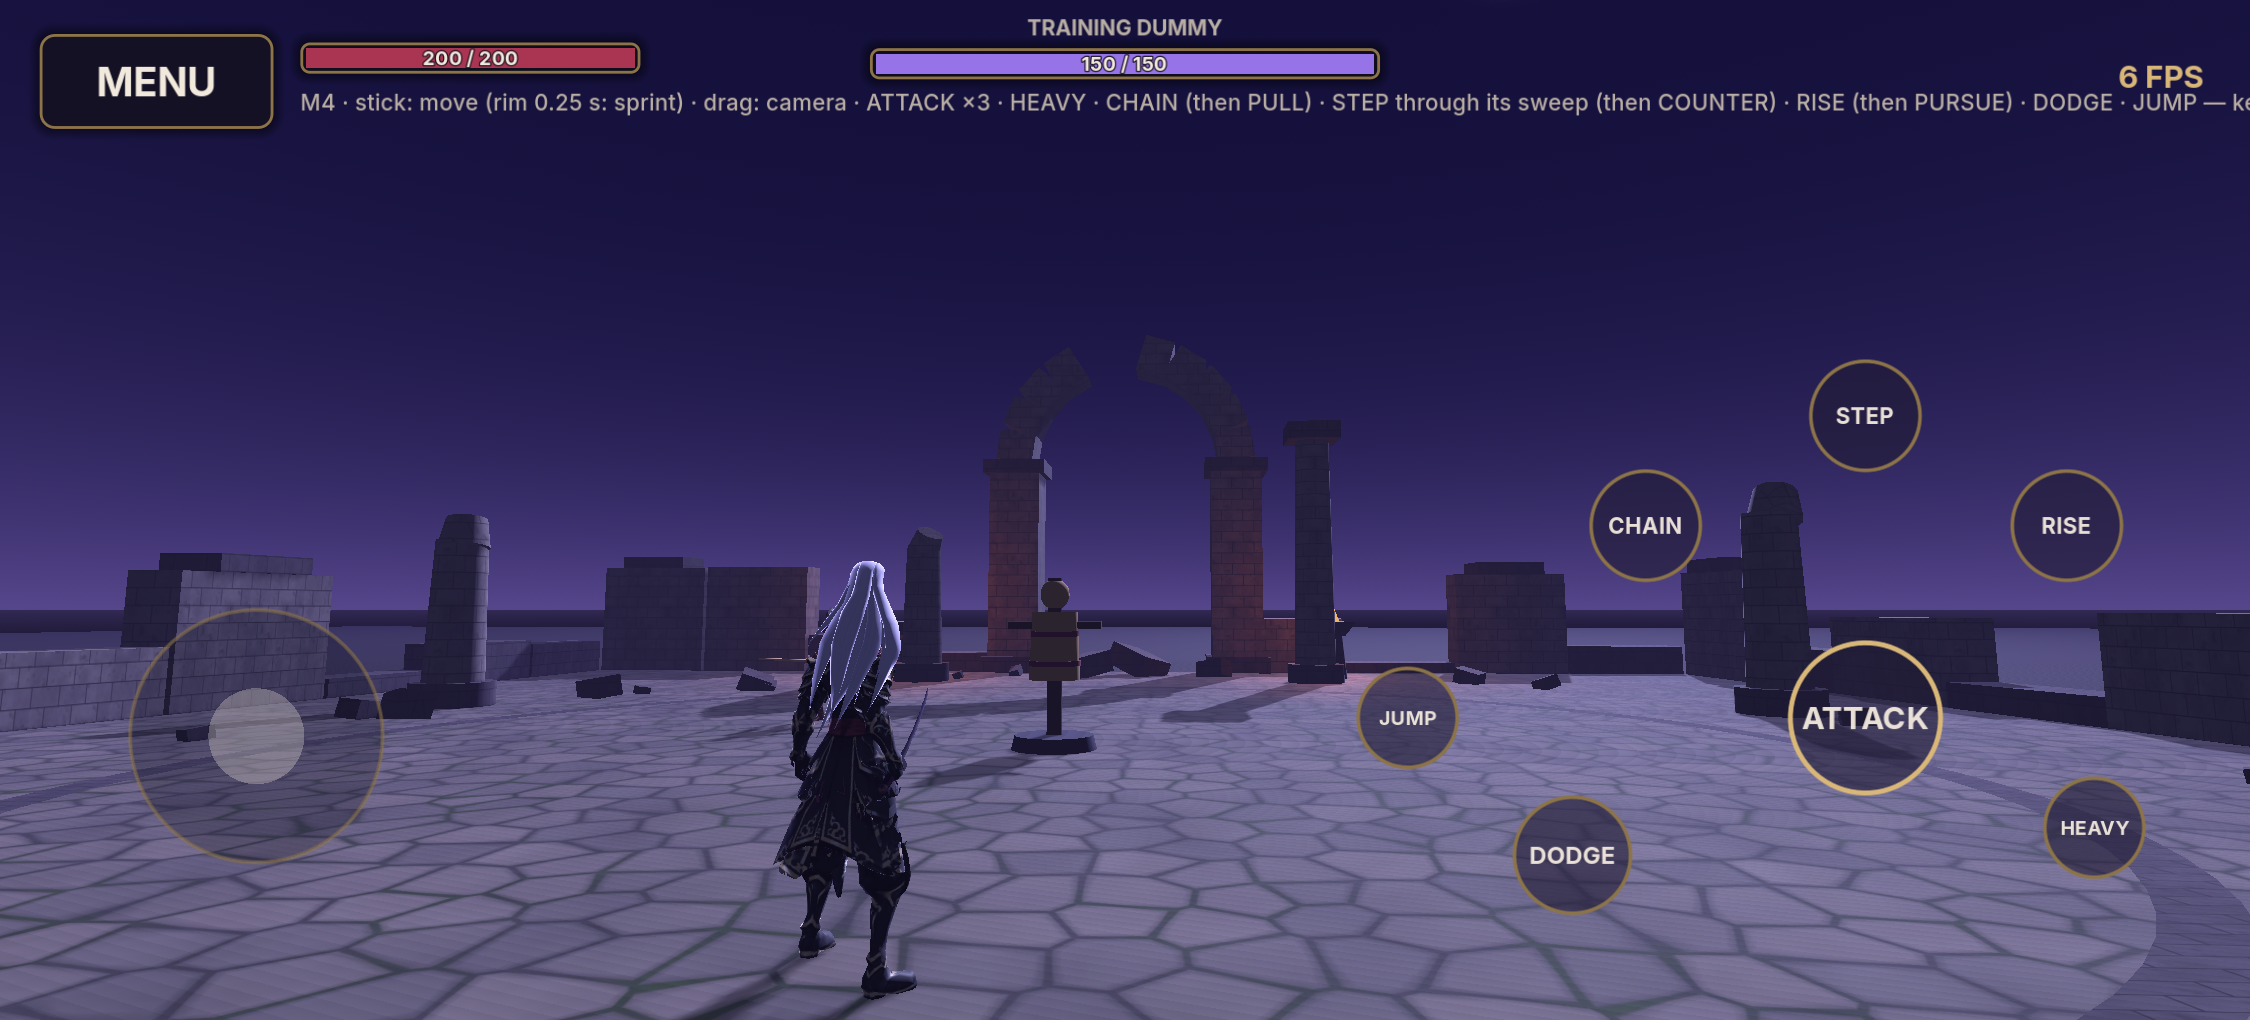 TRAINING DUMMY
MENU
200 / 200
150 / 150
6 FPS
M4 · stick: move (rim 0.25 s: sprint) · drag: camera · ATTACK ×3 · HEAVY · CHAIN (then PULL) · STEP through its sweep (then COUNTER) · RISE (then PURSUE) · DODGE · JUMP —
STEP
CHAIN
RISE
JUMP
ATTACK
HEAVY
DODGE